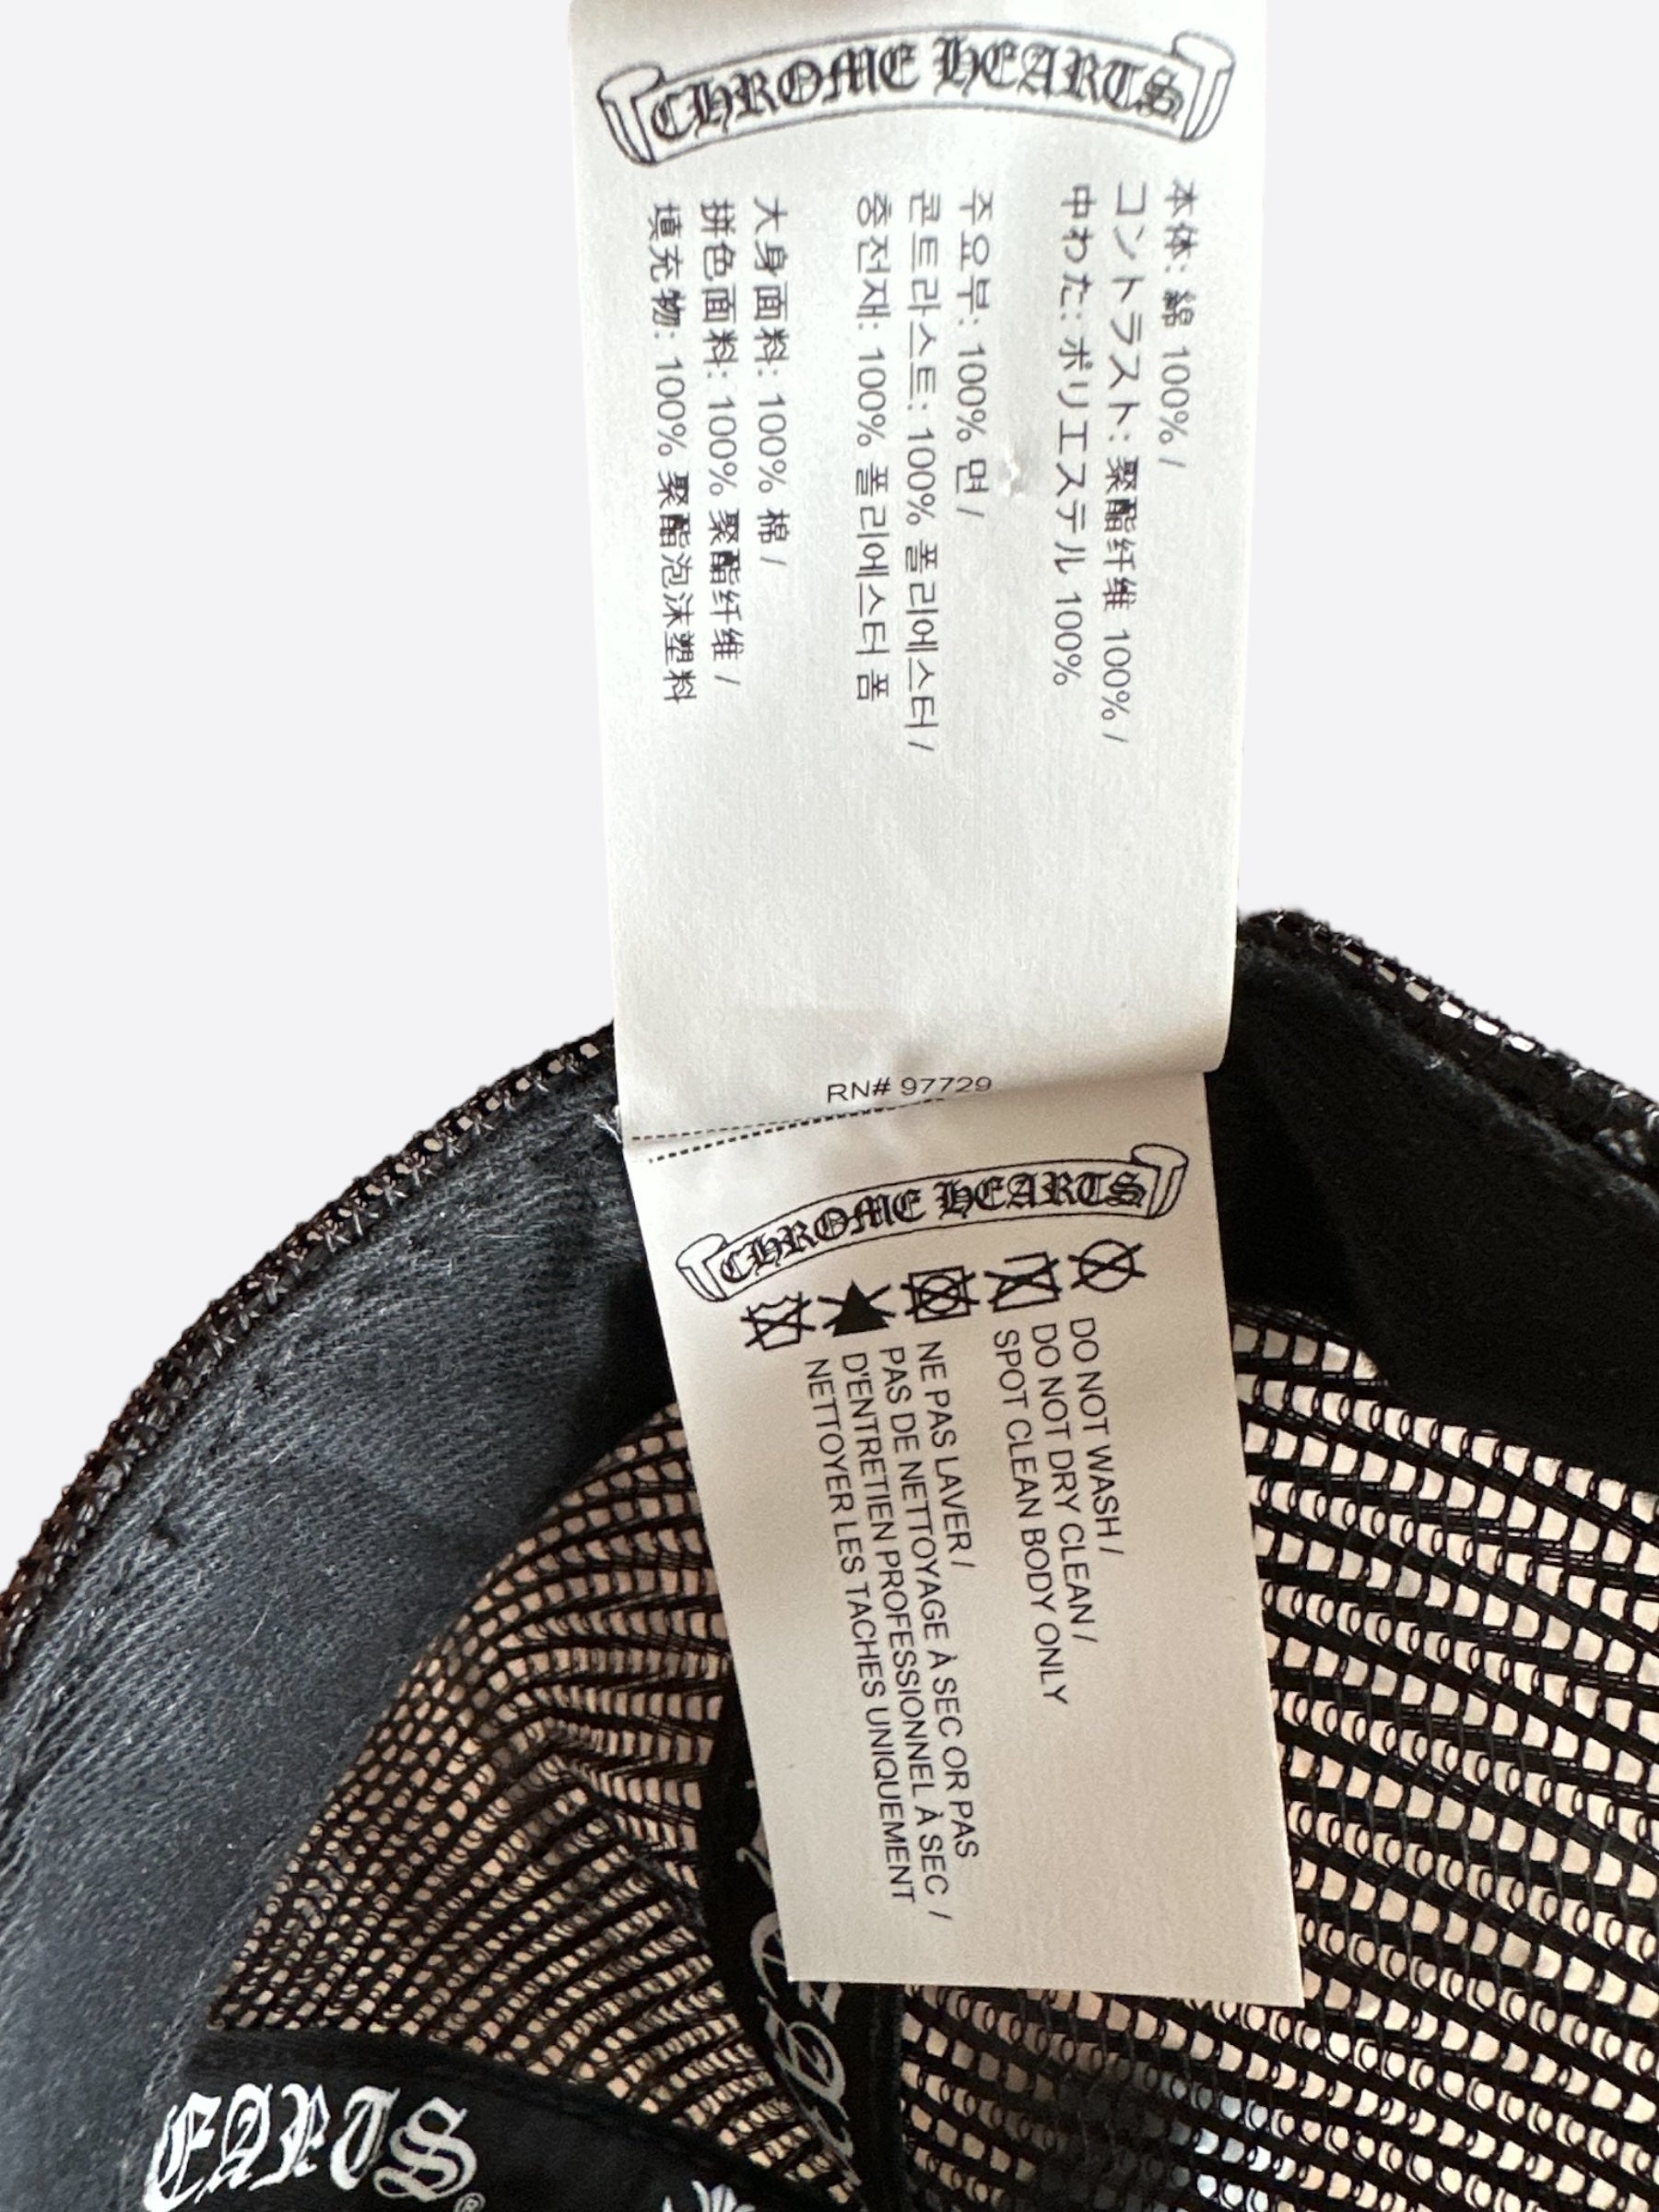 CHROME HEARTS
本体: 綿 100% /
コントラスト: 聚酯纤维 100% /
中わた: ポリエステル 100%
주요부: 100% 면 /
콘트라스트: 100% 폴리에스터 /
충전재: 100% 폴리에스터 폼
大身面料: 100% 棉 /
拼色面料: 100% 聚酯纤维 /
填充物: 100% 聚酯泡沫塑料
RN# 97729
CHROME HEARTS
DO NOT WASH /
DO NOT DRY CLEAN /
SPOT CLEAN BODY ONLY
NE PAS LAVER /
PAS DE NETTOYAGE À SEC OR PAS
D'ENTRETIEN PROFESSIONNEL À SEC /
NETTOYER LES TACHES UNIQUEMENT
EARTS®